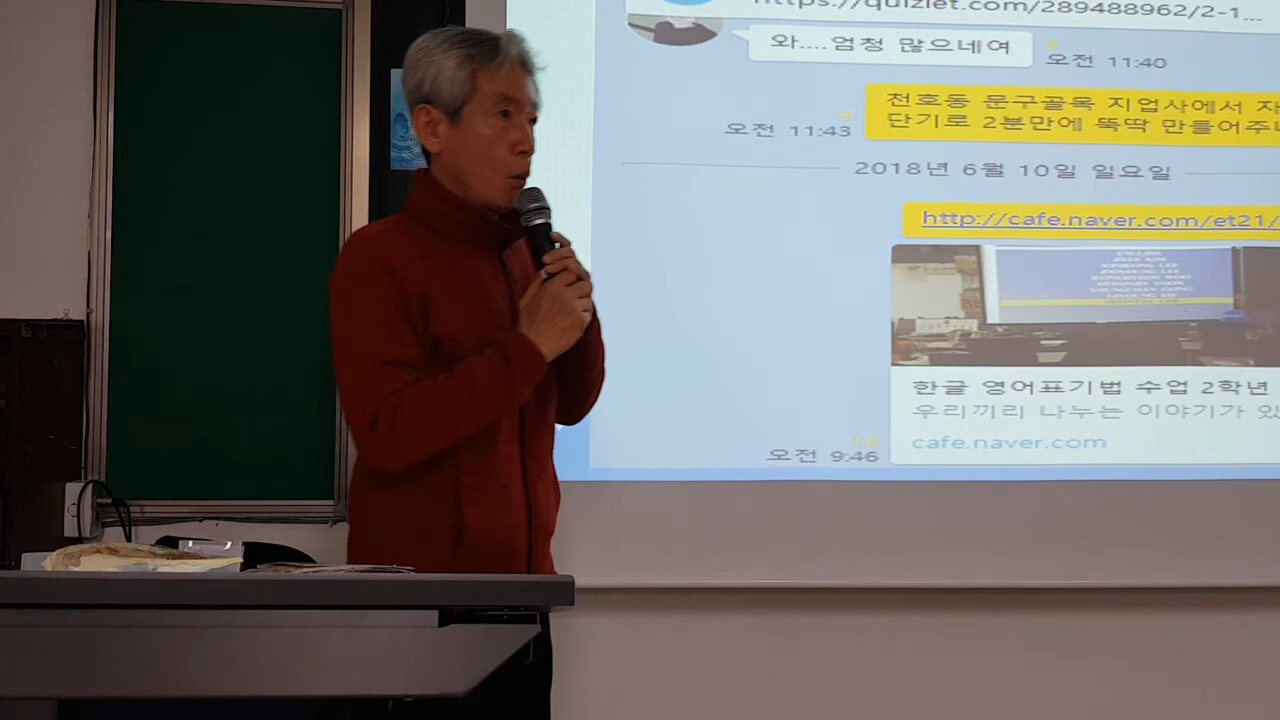 https://quizlet.com/289488962/2-1...
와....엄청 많으네여
9
오전 11:40
천호동 문구골목 지업사에서 자
단기로 2분만에 뚝딱 만들어주
9
오전 11:43
2018년 6월 10일 일요일
http://cafe.naver.com/et21/
ENGLISH
한글 영어표기법 수업 2학년
우리끼리 나누는 이야기가 있
cafe.naver.com
10
오전 9:46